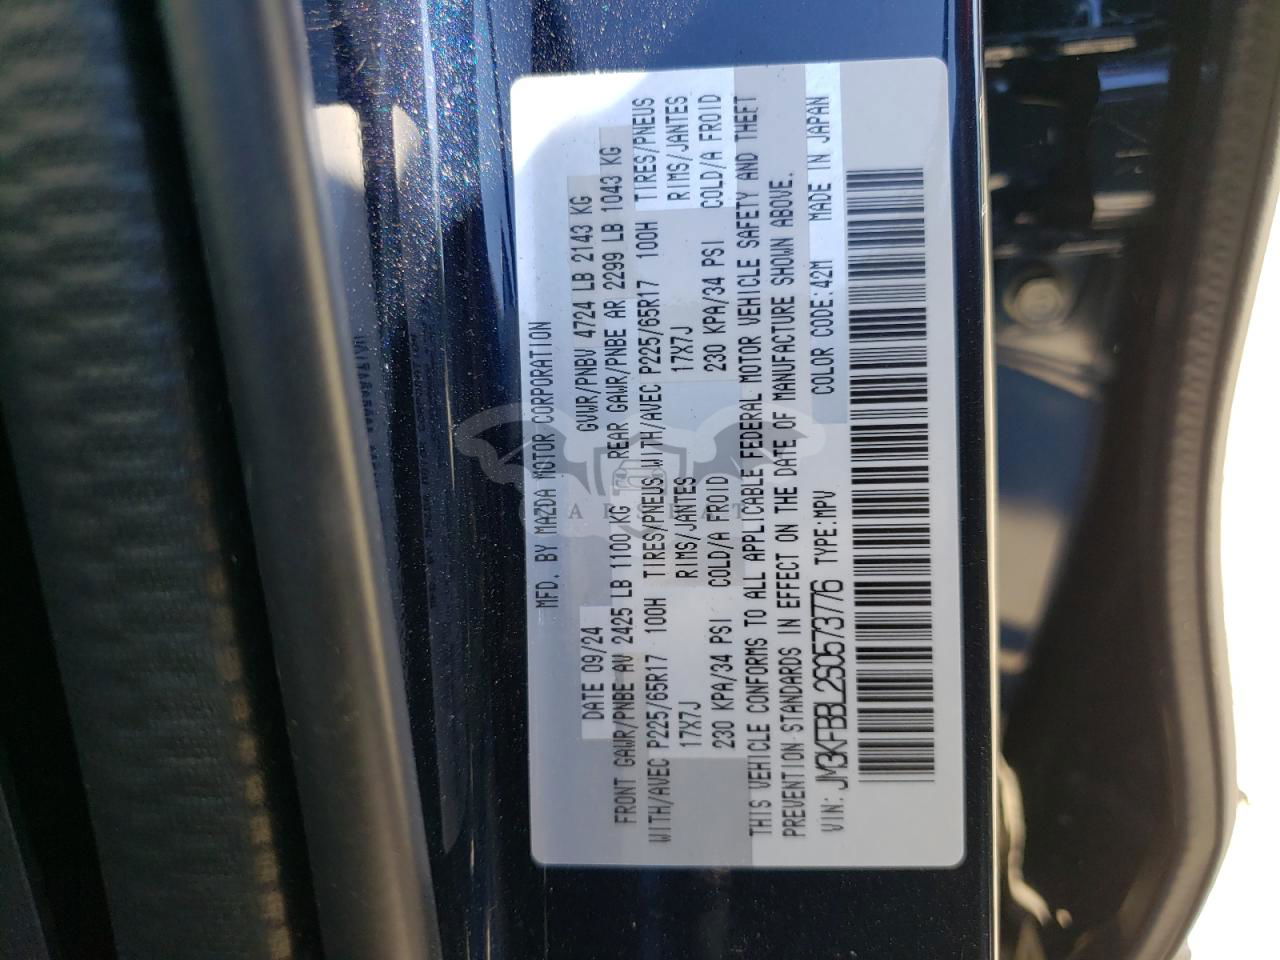 MFD. BY MAZDA MOTOR CORPORATION
DATE 09/24 GVWR/PNBV 4724 LB 2143 KG
FRONT GAWR/PNBE AV 2425 LB 1100 KG REAR GAWR/PNBE AR 2299 LB 1043 KG
WITH/AVEC P225/65R17 100H TIRES/PNEUS WITH/AVEC P225/65R17 100H TIRES/PNEUS
17X7J RIMS/JANTES 17X7J RIMS/JANTES
230 KPA/34 PSI COLD/A FROID 230 KPA/34 PSI COLD/A FROID
THIS VEHICLE CONFORMS TO ALL APPLICABLE FEDERAL MOTOR VEHICLE SAFETY AND THEFT
PREVENTION STANDARDS IN EFFECT ON THE DATE OF MANUFACTURE SHOWN ABOVE.
VIN: JM3KFBBL2S0573776 TYPE:MPV COLOR CODE:42M MADE IN JAPAN